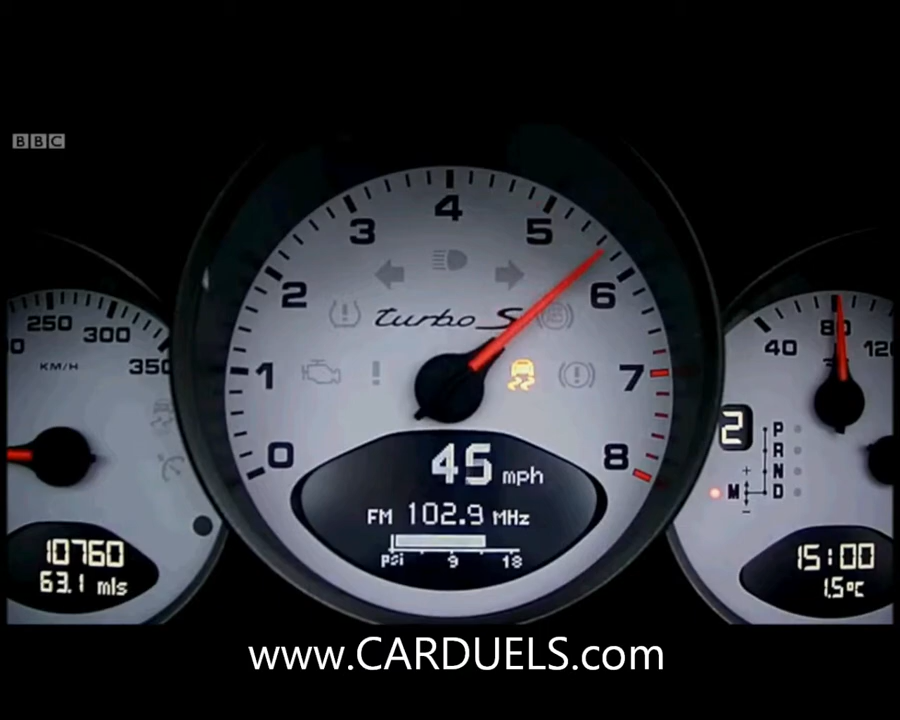 BBC
4
3
5
2
6
250
300
350
KM/H
turbo S
1
7
0
8
40
80
120
45 mph
FM 102.9 MHz
PSI 9 18
2
P
R
N
M D
+
-
10760
63.1 mls
15:00
1.5°C
www.CARDUELS.com